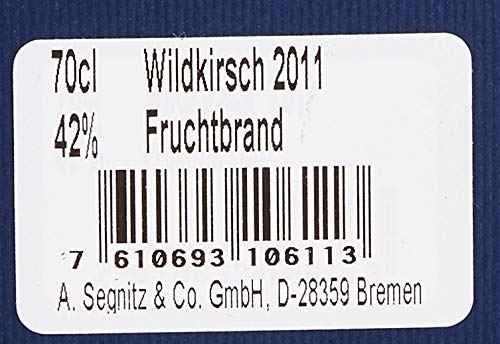 70cl Wildkirsch 2011
42% Fruchtbrand
7 610693 106113
A. Segnitz & Co. GmbH, D-28359 Bremen